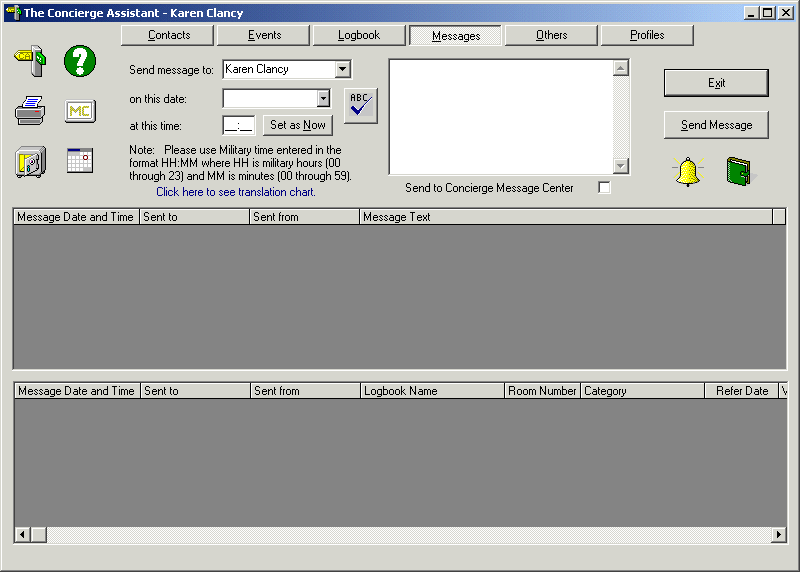 The Concierge Assistant - Karen Clancy
Contacts Events Logbook Messages Others Profiles
CA
MC
Send message to: Karen Clancy
on this date:
ABC
at this time: __:__ Set as Now
Note: Please use Military time entered in the
format HH:MM where HH is military hours (00
through 23) and MM is minutes (00 through 59).
Click here to see translation chart.
Send to Concierge Message Center
Exit
Send Message
Message Date and Time Sent to Sent from Message Text
Message Date and Time Sent to Sent from Logbook Name Room Number Category Refer Date